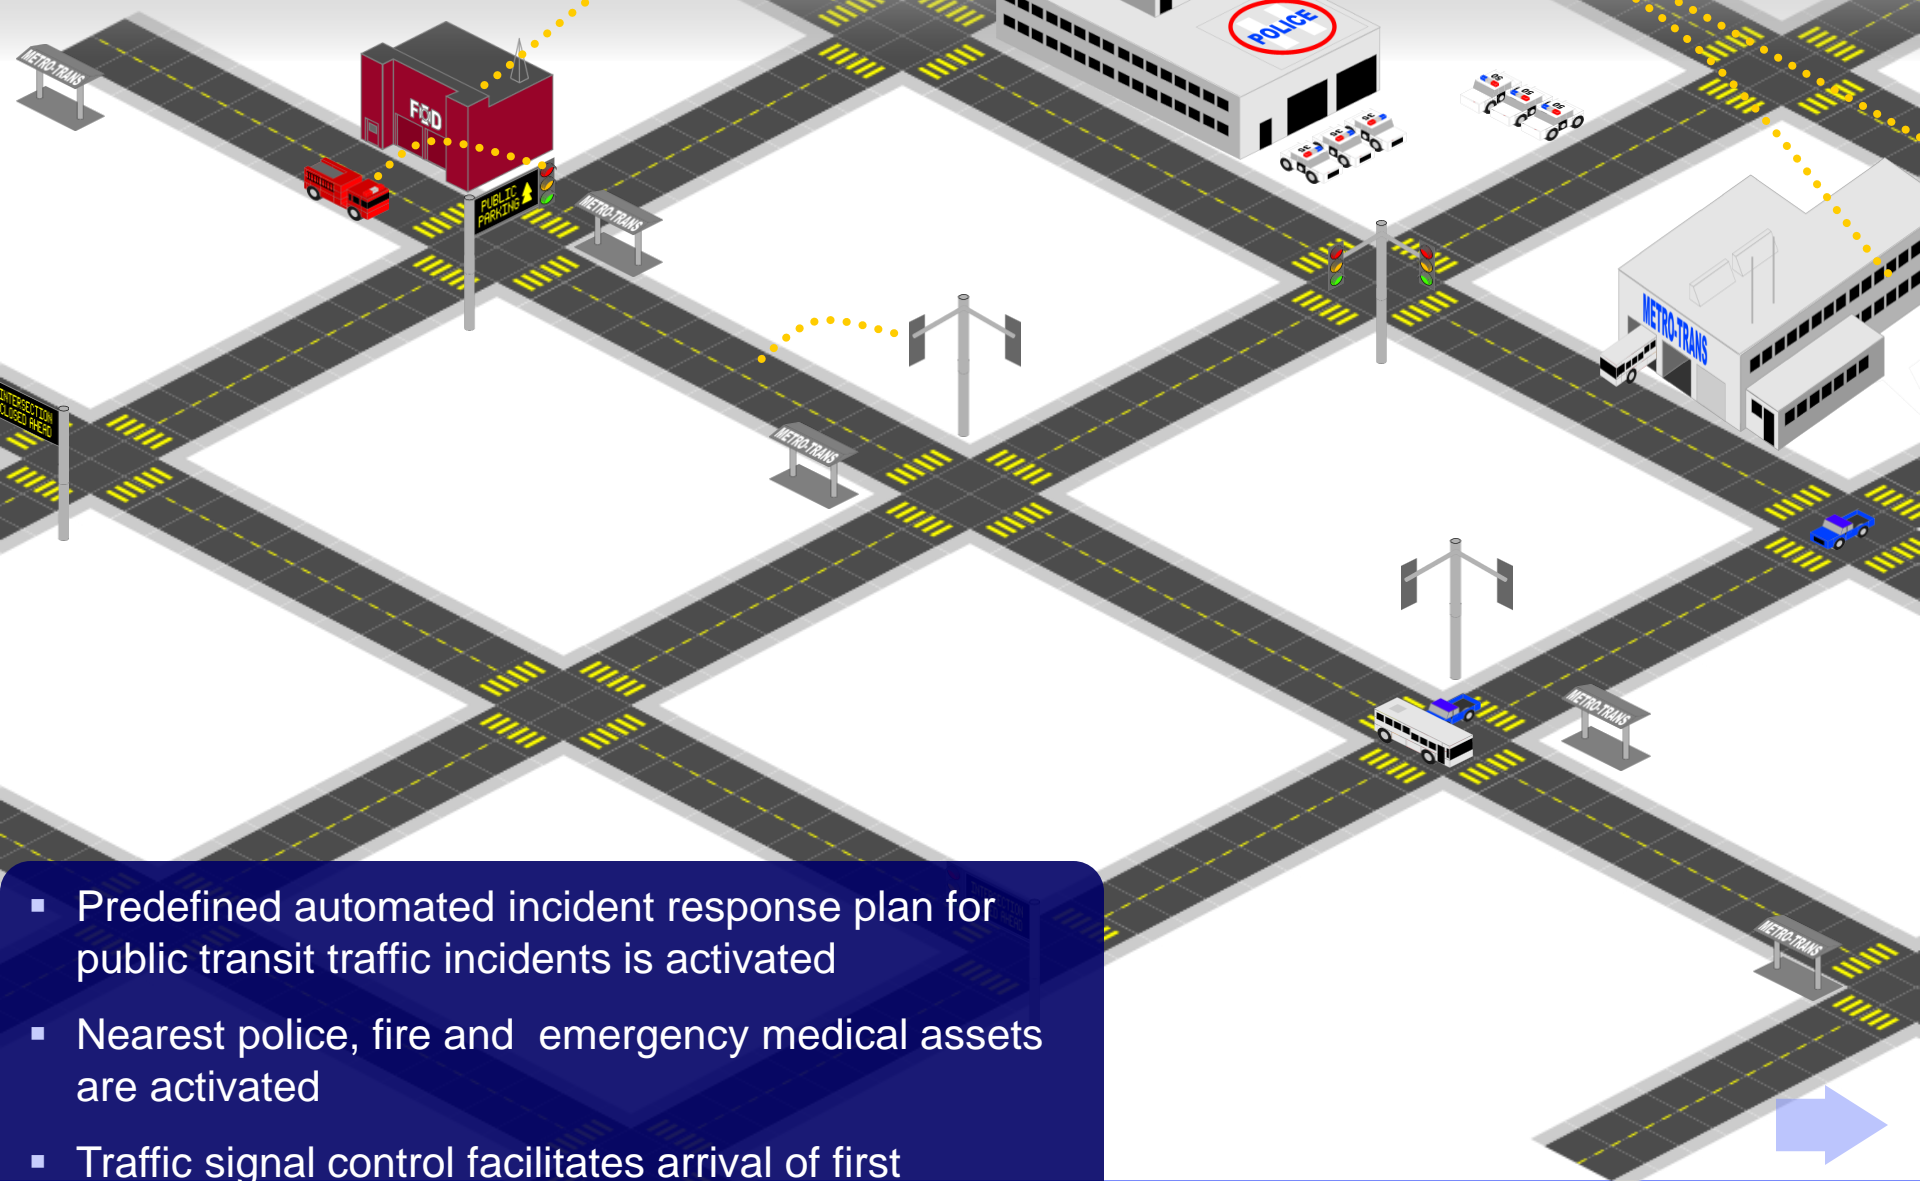 POLICE
METRO-TRANS
F D
PUBLIC
PARKING
METRO-TRANS
METRO-TRANS
INTERSECTION
CLOSED AHEAD
METRO-TRANS
METRO-TRANS
METRO-TRANS
▪ Predefined automated incident response plan for
public transit traffic incidents is activated
▪ Nearest police, fire and  emergency medical assets
are activated
▪ Traffic signal control facilitates arrival of first